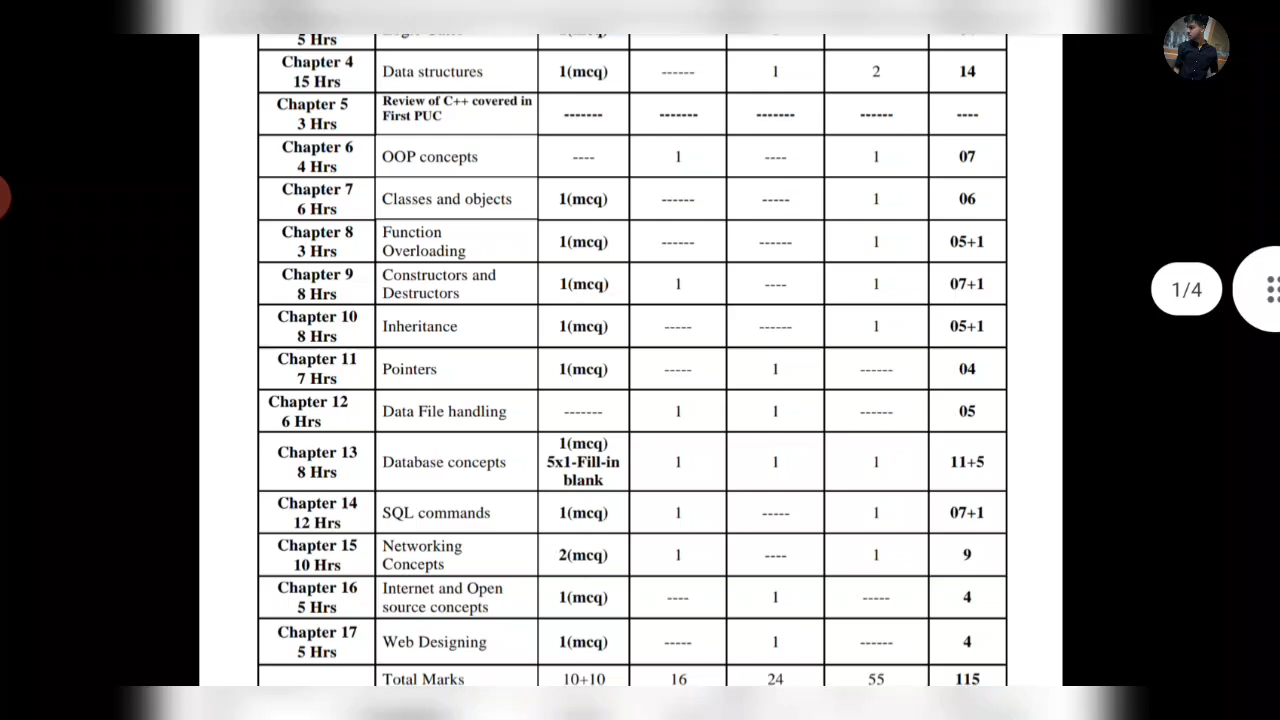 5 Hrs
Chapter 4
15 Hrs
Data structures
1(mcq)
------
1
2
14
Chapter 5
3 Hrs
Review of C++ covered in
First PUC
-------
-------
-------
------
----
Chapter 6
4 Hrs
OOP concepts
----
1
----
1
07
Chapter 7
6 Hrs
Classes and objects
1(mcq)
------
-----
1
06
Chapter 8
3 Hrs
Function
Overloading
1(mcq)
------
------
1
05+1
Chapter 9
8 Hrs
Constructors and
Destructors
1(mcq)
1
----
1
07+1
Chapter 10
8 Hrs
Inheritance
1(mcq)
-----
------
1
05+1
Chapter 11
7 Hrs
Pointers
1(mcq)
-----
1
------
04
Chapter 12
6 Hrs
Data File handling
-------
1
1
------
05
Chapter 13
8 Hrs
Database concepts
1(mcq)
5x1-Fill-in
blank
1
1
1
11+5
Chapter 14
12 Hrs
SQL commands
1(mcq)
1
-----
1
07+1
Chapter 15
10 Hrs
Networking
Concepts
2(mcq)
1
----
1
9
Chapter 16
5 Hrs
Internet and Open
source concepts
1(mcq)
----
1
-----
4
Chapter 17
5 Hrs
Web Designing
1(mcq)
-----
1
------
4
Total Marks
10+10
16
24
55
115
1/4